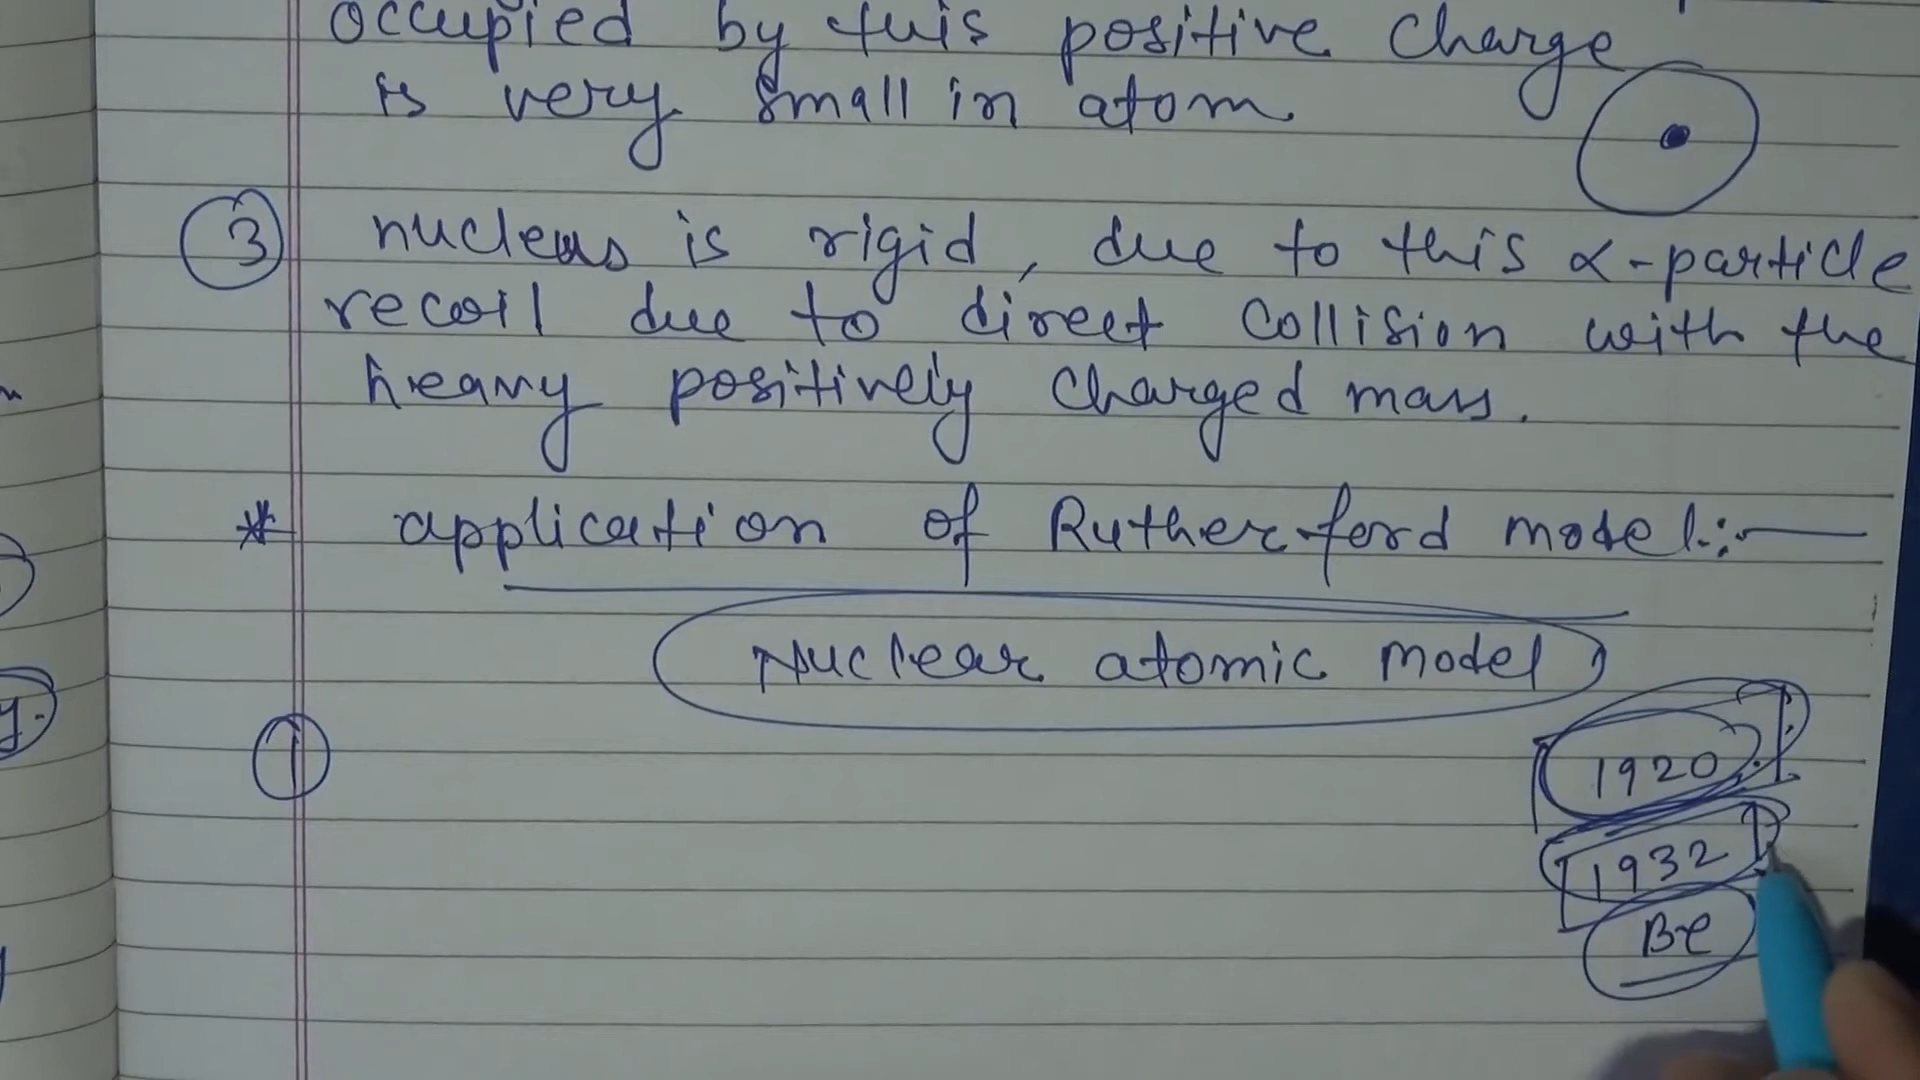 occupied by this positive charge
is very small in atom.
③ nucleus is rigid, due to this α-particle
recoil due to direct collision with the
heavy positively charged mass.
* application of Rutherford model:-
Nuclear atomic model
①
1920
1932
Be